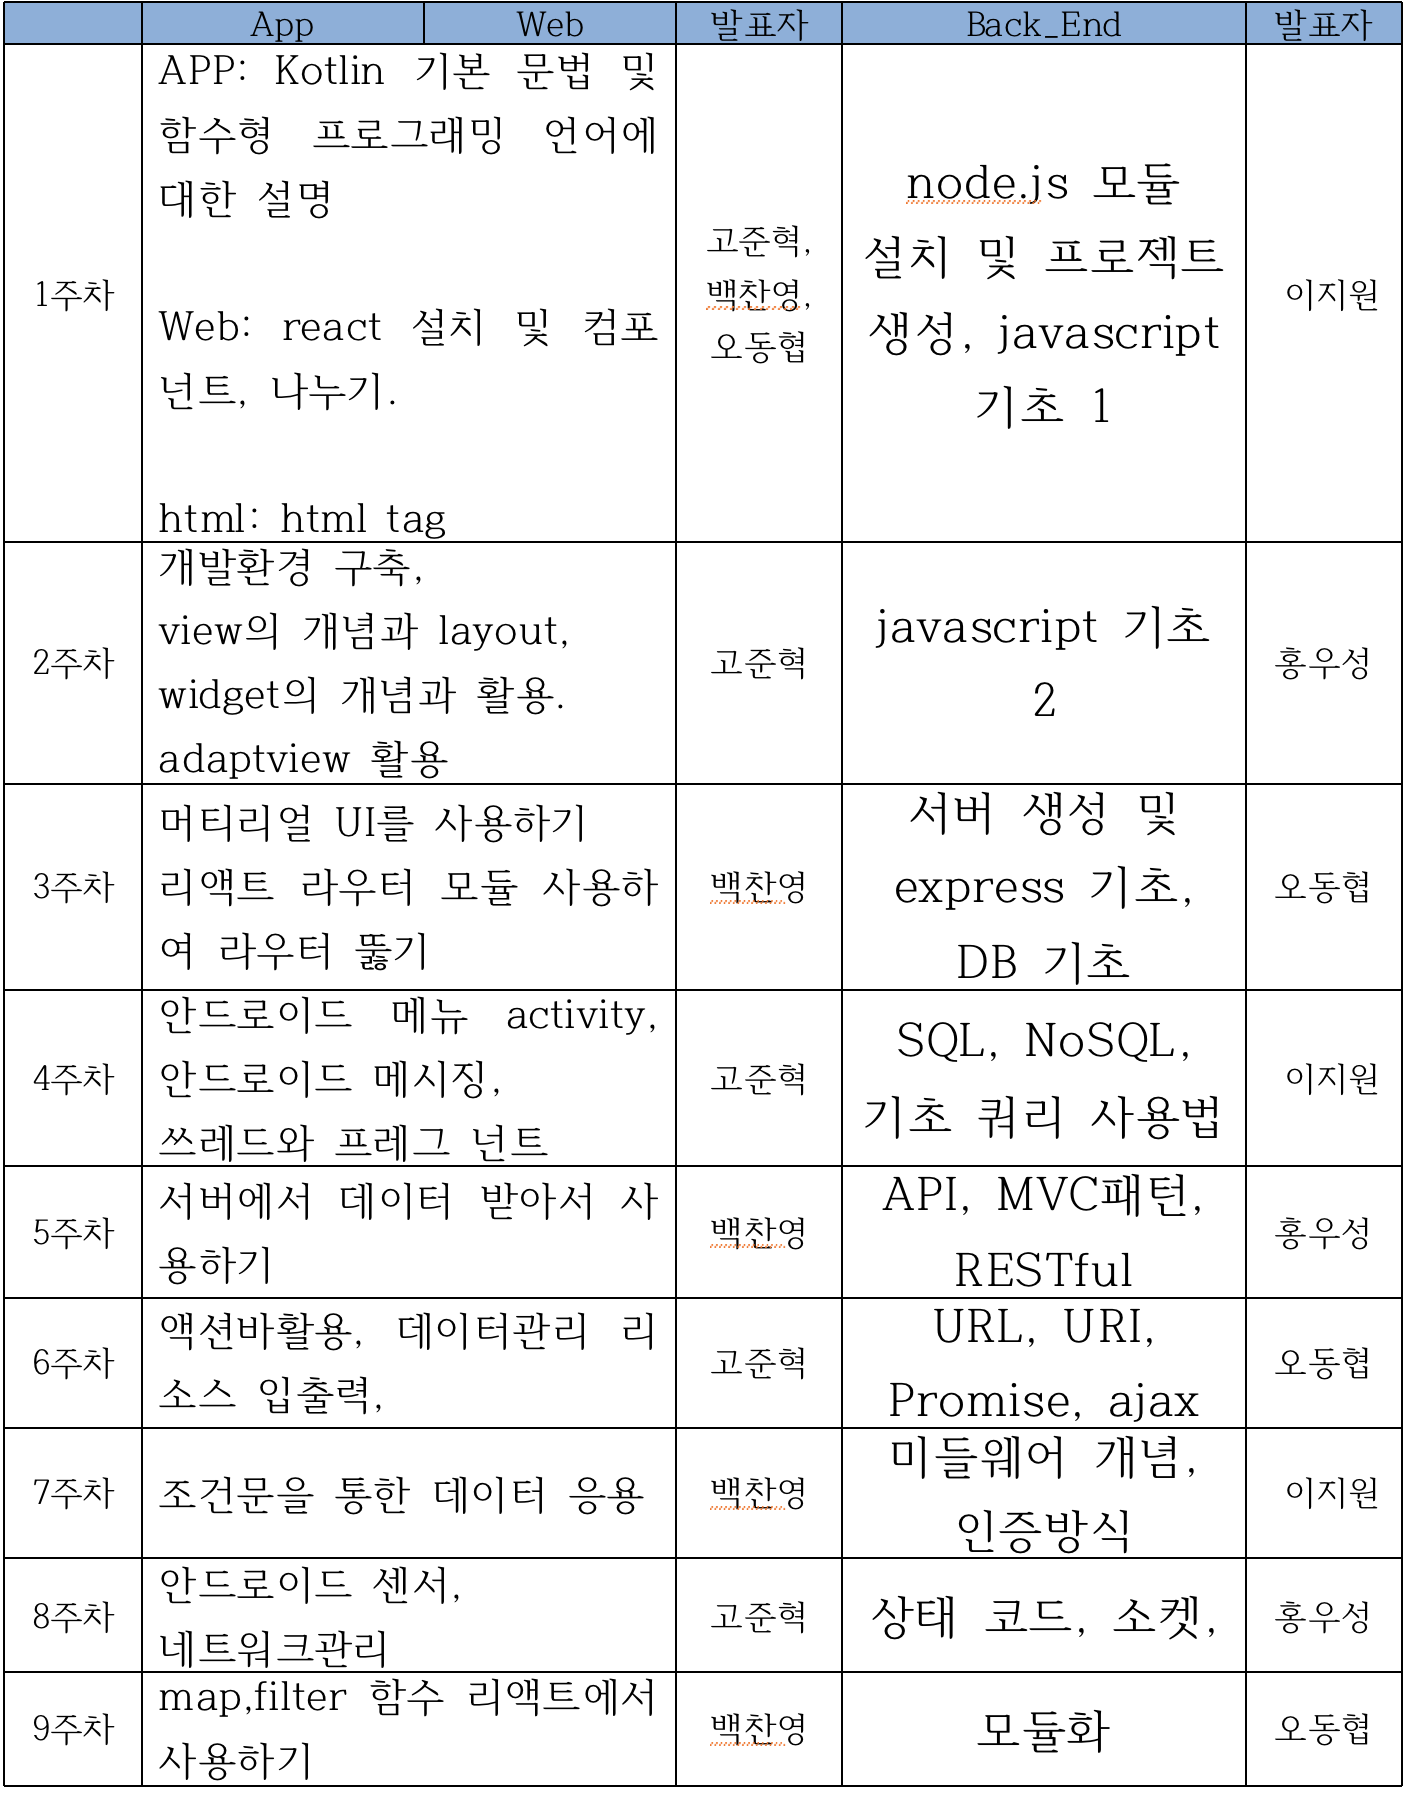 App Web 발표자 Back_End 발표자
1주차
APP: Kotlin 기본 문법 및
함수형 프로그래밍 언어에
대한 설명
Web: react 설치 및 컴포
넌트, 나누기.
html: html tag
고준혁,
백찬영,
오동협
node.js 모듈
설치 및 프로젝트
생성, javascript
기초 1
이지원
2주차
개발환경 구축,
view의 개념과 layout,
widget의 개념과 활용.
adaptview 활용
고준혁
javascript 기초
2
홍우성
3주차
머티리얼 UI를 사용하기
리액트 라우터 모듈 사용하
여 라우터 뚫기
백찬영
서버 생성 및
express 기초,
DB 기초
오동협
4주차
안드로이드 메뉴 activity,
안드로이드 메시징,
쓰레드와 프레그 넌트
고준혁
SQL, NoSQL,
기초 쿼리 사용법
이지원
5주차
서버에서 데이터 받아서 사
용하기
백찬영
API, MVC패턴,
RESTful
홍우성
6주차
액션바활용, 데이터관리 리
소스 입출력,
고준혁
URL, URI,
Promise, ajax
오동협
7주차
조건문을 통한 데이터 응용
백찬영
미들웨어 개념,
인증방식
이지원
8주차
안드로이드 센서,
네트워크관리
고준혁
상태 코드, 소켓,
홍우성
9주차
map,filter 함수 리액트에서
사용하기
백찬영
모듈화
오동협